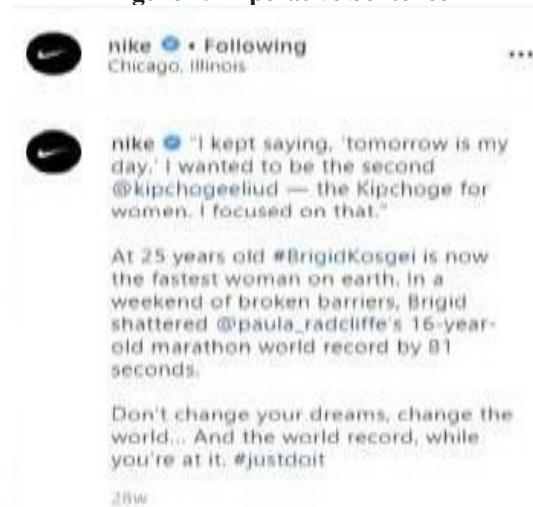 nike • Following
Chicago, Illinois
nike "I kept saying, 'tomorrow is my
day.' I wanted to be the second
@kipchogeeliud — the Kipchoge for
women. I focused on that."
At 25 years old #BrigidKosgei is now
the fastest woman on earth. In a
weekend of broken barriers, Brigid
shattered @paula_radcliffe's 16-year-
old marathon world record by 81
seconds.
Don't change your dreams, change the
world... And the world record, while
you're at it. #justdoit
28w